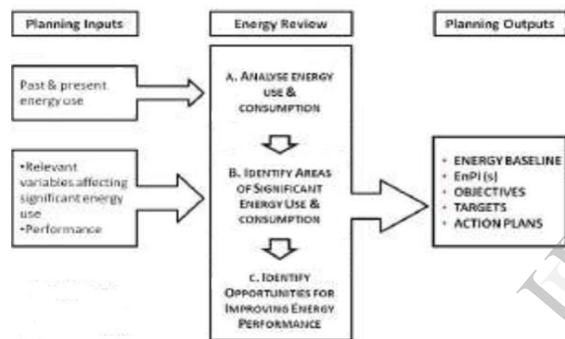 Planning Inputs
Energy Review
Planning Outputs
Past & present
energy use
•Relevant
variables affecting
significant energy
use
•Performance
A. ANALYSE ENERGY
USE &
CONSUMPTION
B. IDENTIFY AREAS
OF SIGNIFICANT
ENERGY USE &
CONSUMPTION
C. IDENTIFY
OPPORTUNITIES FOR
IMPROVING ENERGY
PERFORMANCE
• ENERGY BASELINE
• EnPI (s)
• OBJECTIVES
• TARGETS
• ACTION PLANS